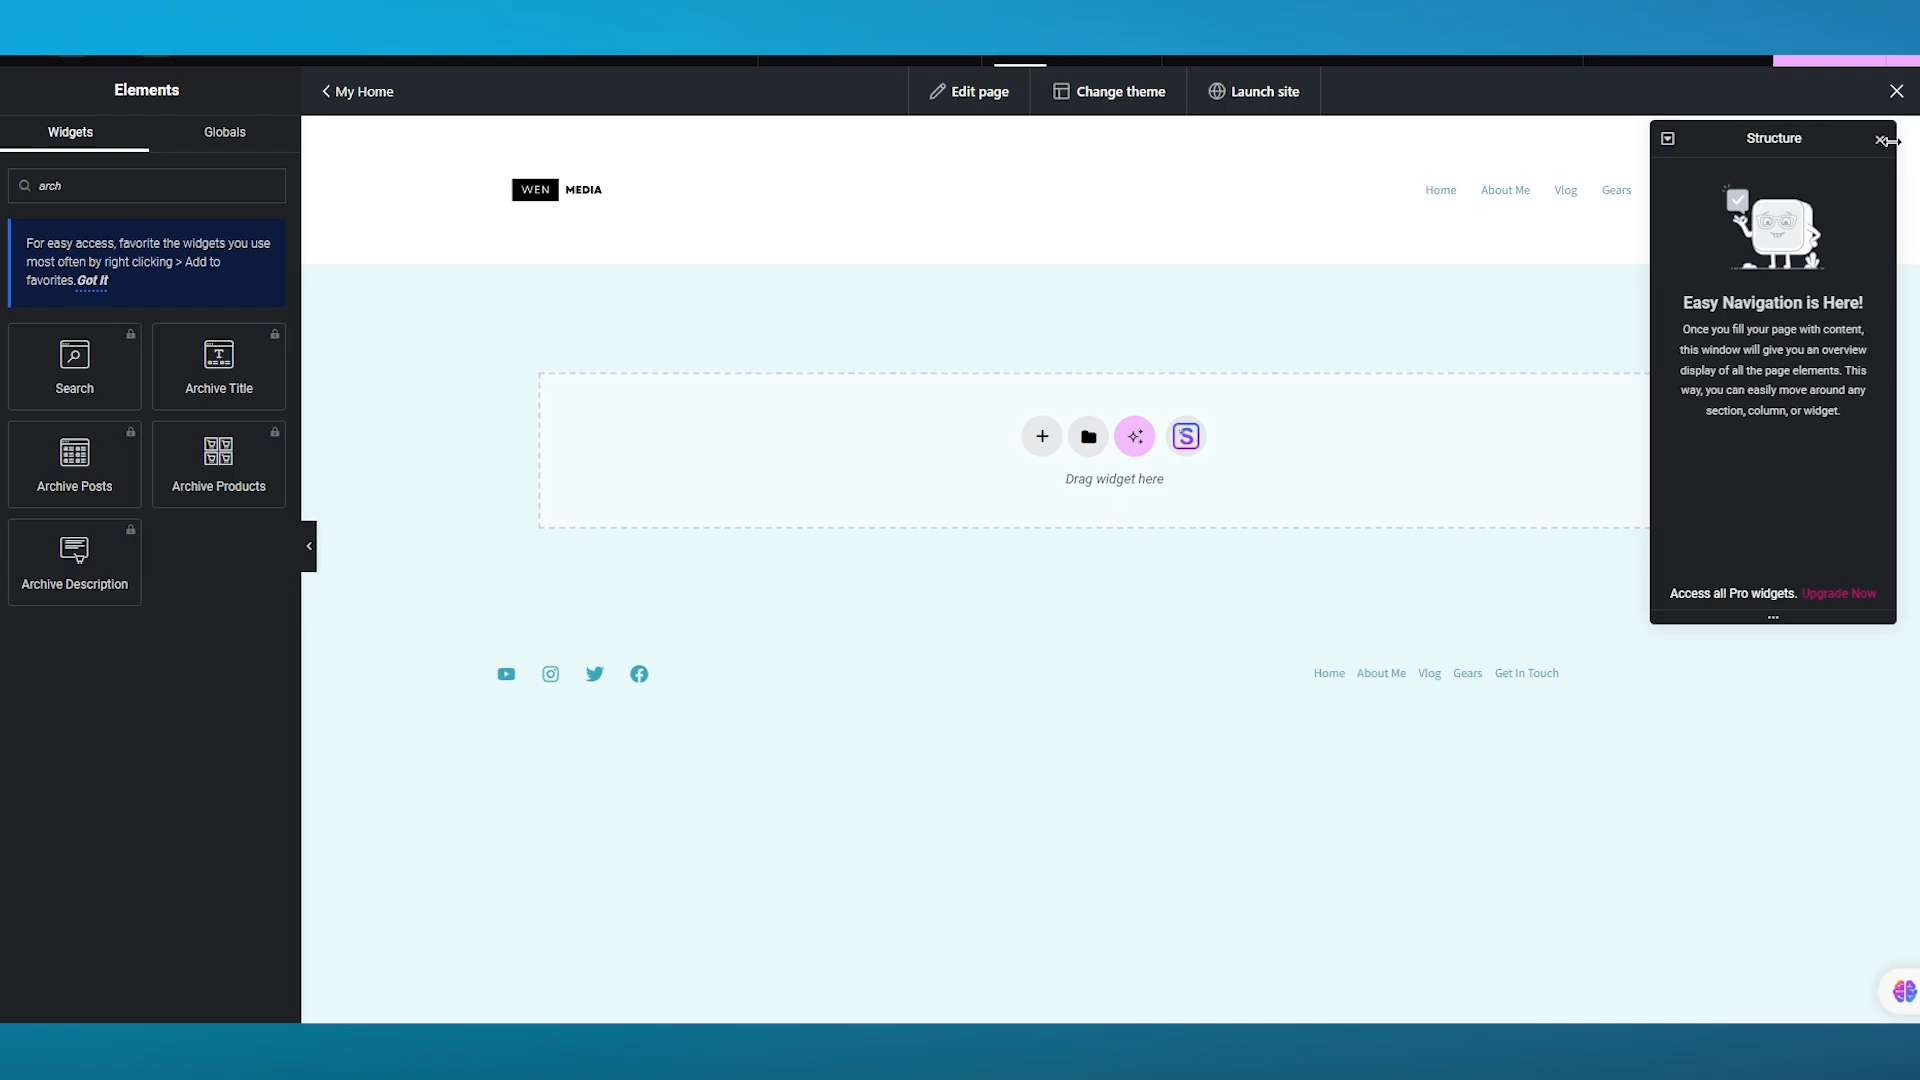 Elements
My Home
Edit page
Change theme
Launch site
Widgets
Globals
arch
For easy access, favorite the widgets you use
most often by right clicking > Add to
favorites. Got It
Search
Archive Title
Archive Posts
Archive Products
Archive Description
WEN MEDIA
Home About Me Vlog Gears
Drag widget here
Home About Me Vlog Gears Get In Touch
Structure
Easy Navigation is Here!
Once you fill your page with content,
this window will give you an overview
display of all the page elements. This
way, you can easily move around any
section, column, or widget.
Access all Pro widgets. Upgrade Now